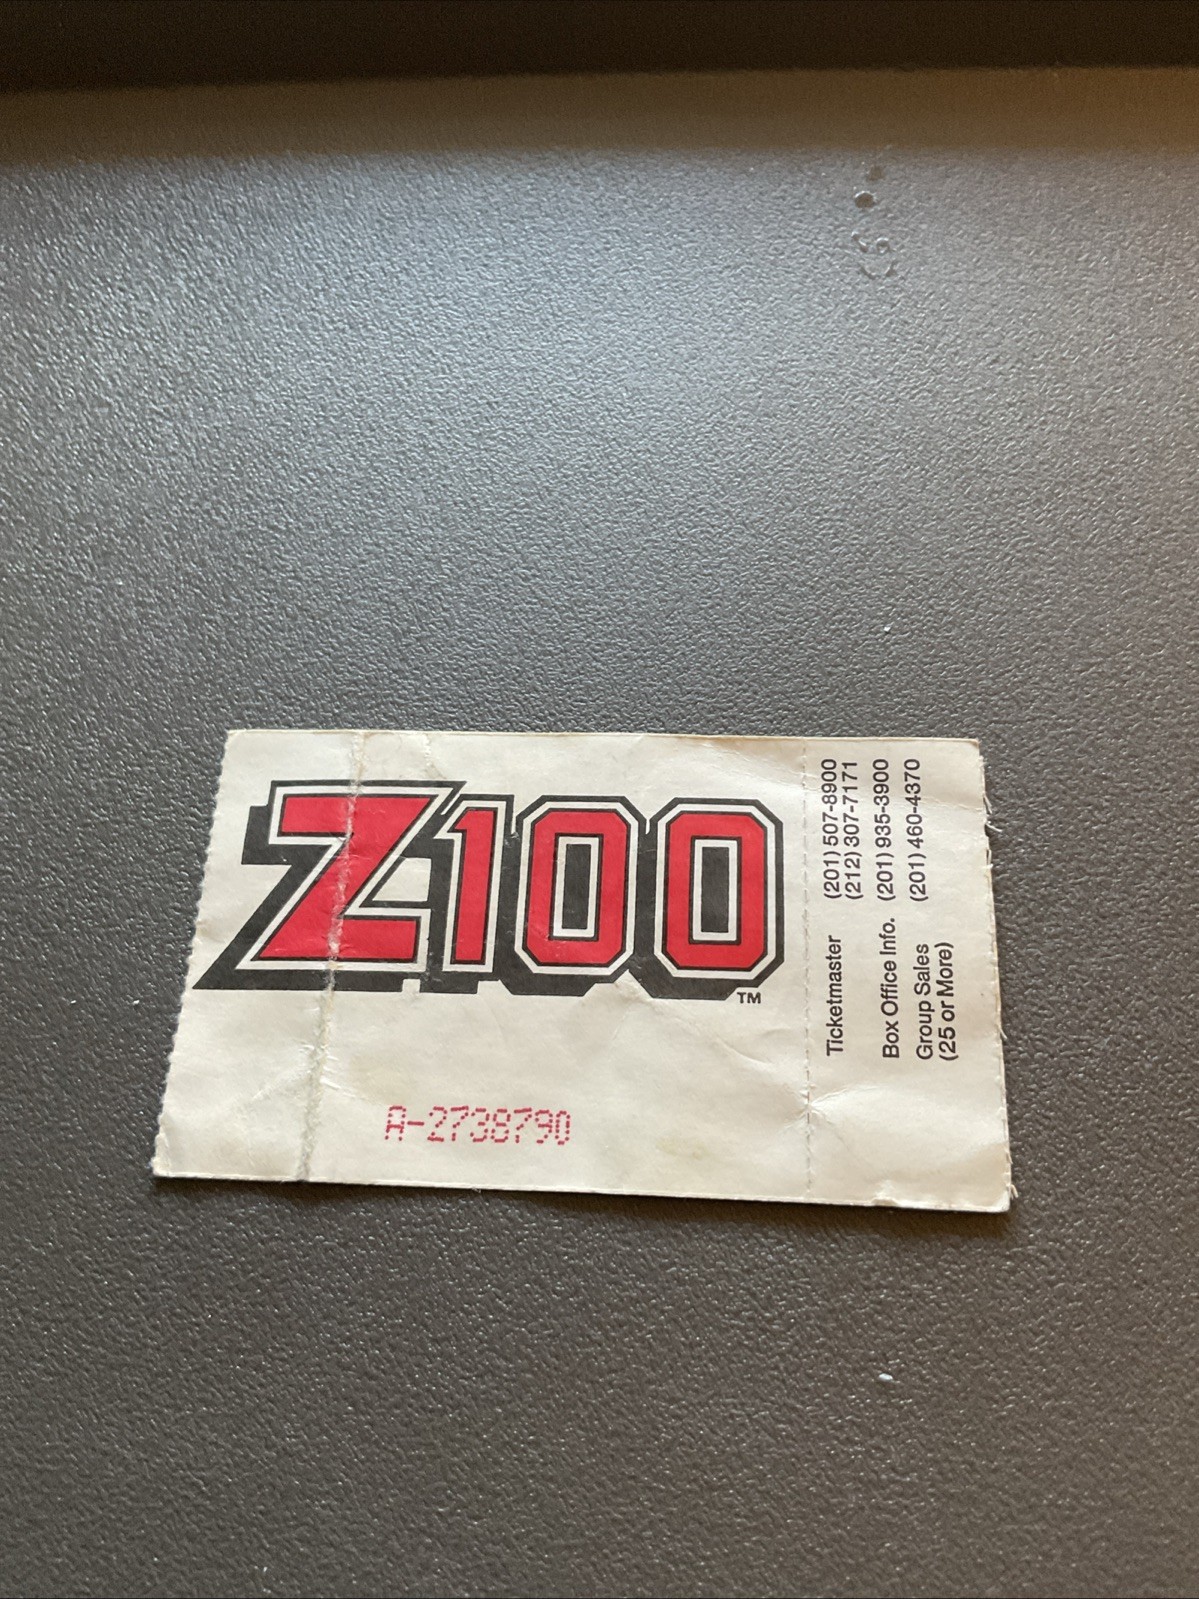 Z100
TM
A-2738790
Ticketmaster (201) 507-8900
(212) 307-7171
Box Office Info. (201) 935-3900
Group Sales (201) 460-4370
(25 or More)